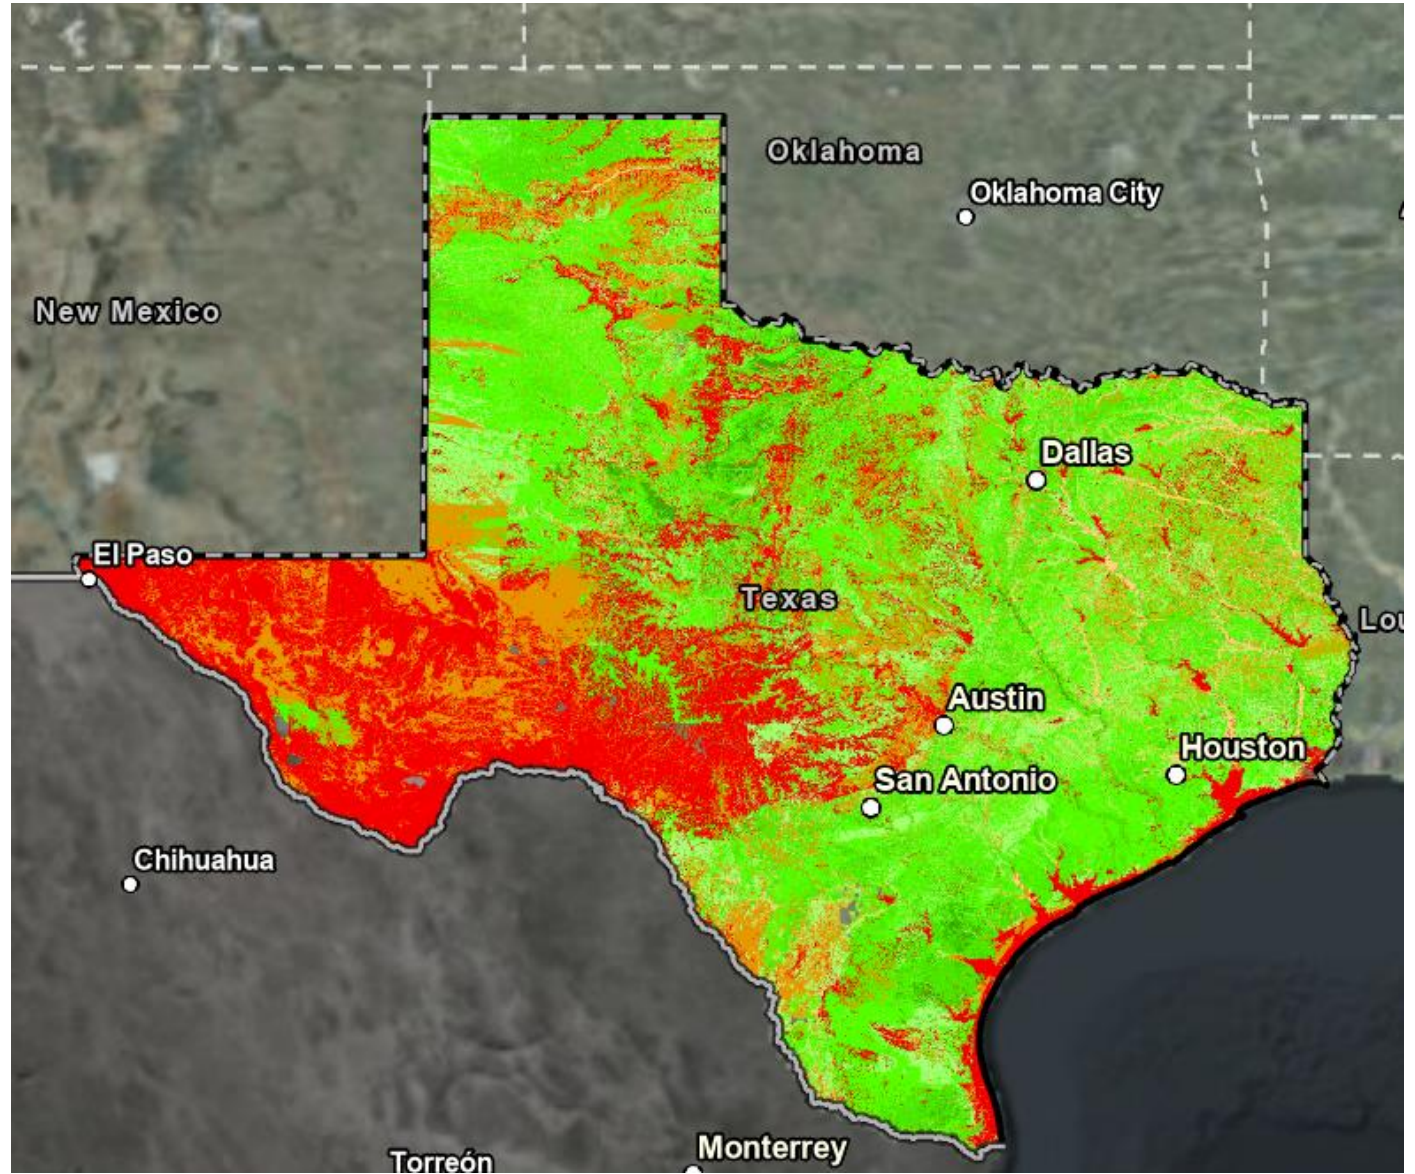 Oklahoma
Oklahoma City
New Mexico
Dallas
El Paso
Texas
Lou
Austin
Houston
San Antonio
Chihuahua
Monterrey
Torreón